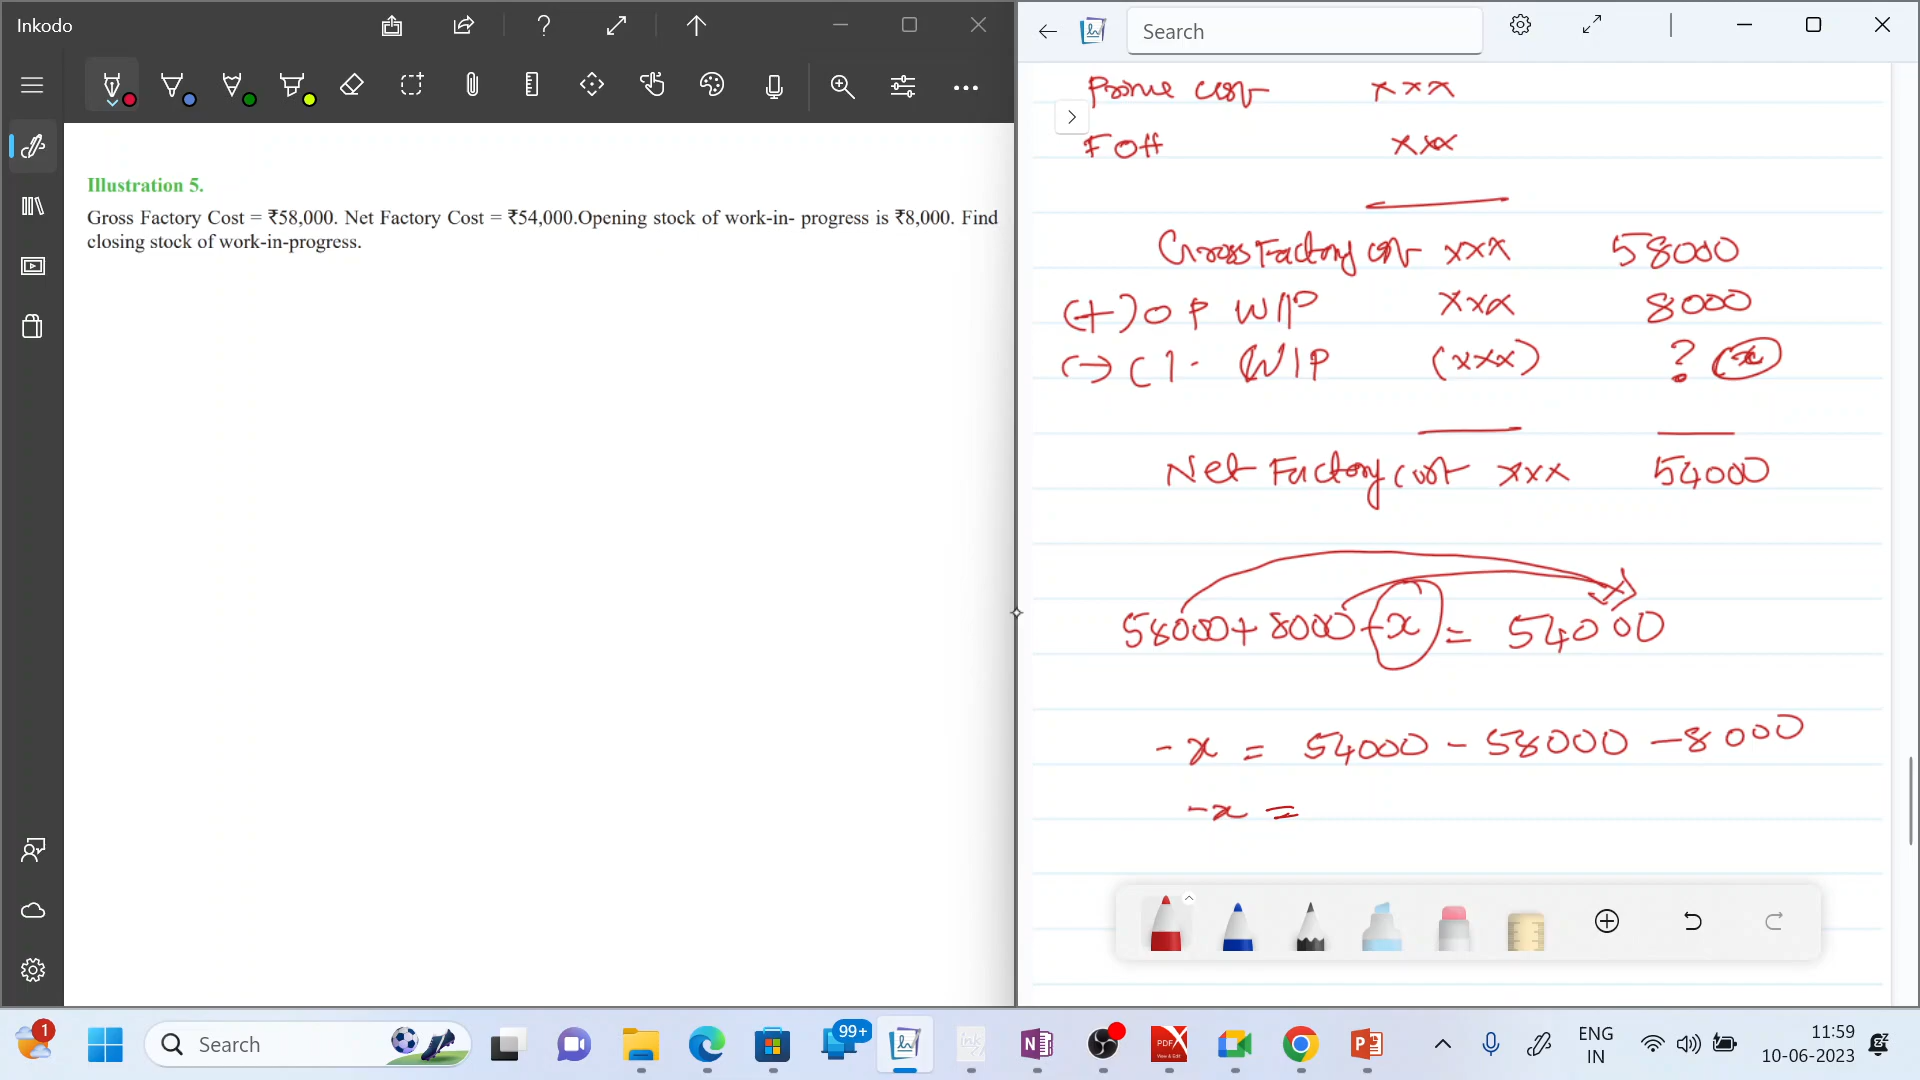 Inkodo
Search
Illustration 5.
Gross Factory Cost = ₹58,000. Net Factory Cost = ₹54,000.Opening stock of work-in- progress is ₹8,000. Find
closing stock of work-in-progress.
Prime cost xxx
F OH xxx
Gross Factory cost xxx 58000
(+) OP WIP xxx 8000
(-) Cl. WIP (xxx) ? (x)
Net Factory cost xxx 54000
58000+8000-x = 54000
-x = 54000 - 58000 - 8000
-x =
1
Search
99+
ENG
IN
11:59
10-06-2023